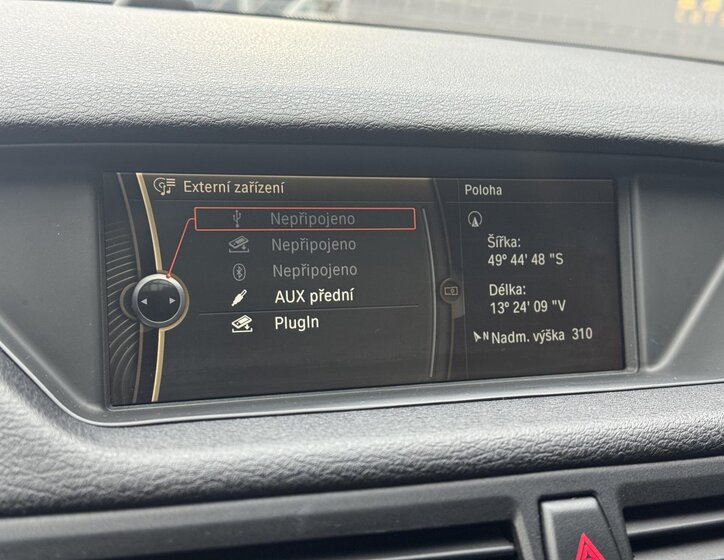 Externí zařízení
Nepřipojeno
Nepřipojeno
Nepřipojeno
AUX přední
PlugIn
Poloha
Šířka:
49° 44' 48 "S
Délka:
13° 24' 09 "V
N Nadm. výška 310